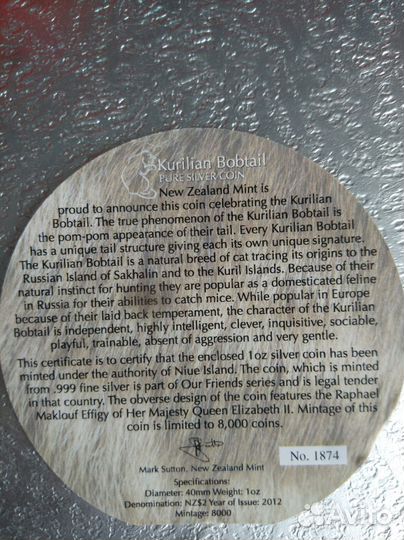 Kurilian Bobtail
PURE SILVER COIN
New Zealand Mint is
proud to announce this coin celebrating the Kurilian
Bobtail. The true phenomenon of the Kurilian Bobtail is
the pom-pom appearance of their tail. Every Kurilian Bobtail
has a unique tail structure giving each its own unique signature.
The Kurilian Bobtail is a natural breed of cat tracing its origins to the
Russian Island of Sakhalin and to the Kuril Islands. Because of their
natural instinct for hunting they are popular as a domesticated feline
in Russia for their abilities to catch mice. While popular in Europe
because of their laid back temperament, the character of the Kurilian
Bobtail is independent, highly intelligent, clever, inquisitive, sociable,
playful, trainable, absent of aggression and very gentle.
This certificate is to certify that the enclosed 1oz silver coin has been
minted under the authority of Niue Island. The coin, which is minted
from .999 fine silver is part of Our Friends series and is legal tender
in that country. The obverse design of the coin features the Raphael
Maklouf Effigy of Her Majesty Queen Elizabeth II. Mintage of this
coin is limited to 8,000 coins.
No. 1874
Mark Sutton, New Zealand Mint
Specifications:
Diameter: 40mm Weight: 1oz
Denomination: NZ$2 Year of Issue: 2012
Mintage: 8000
Avito